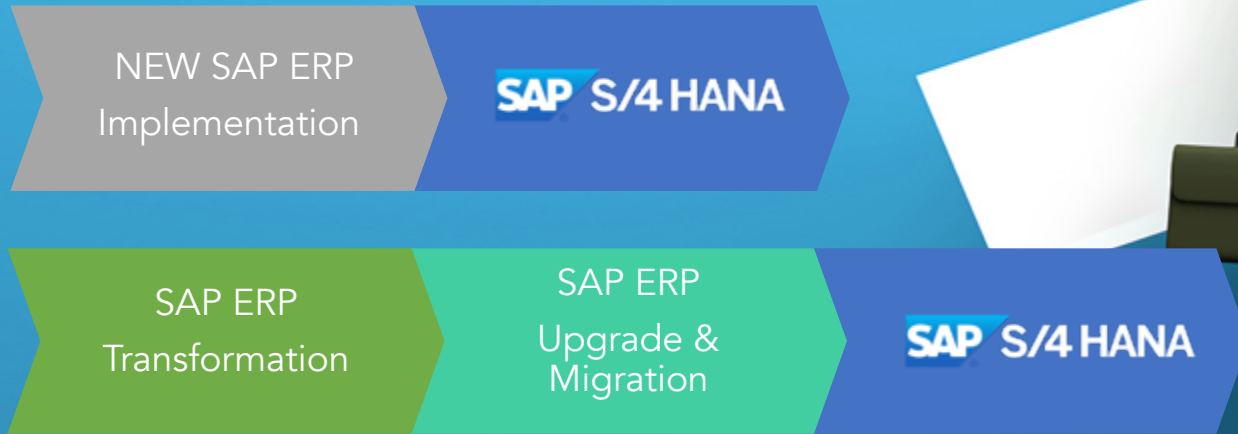 NEW SAP ERP
Implementation
SAP S/4 HANA
SAP ERP
Transformation
SAP ERP
Upgrade &
Migration
SAP S/4 HANA